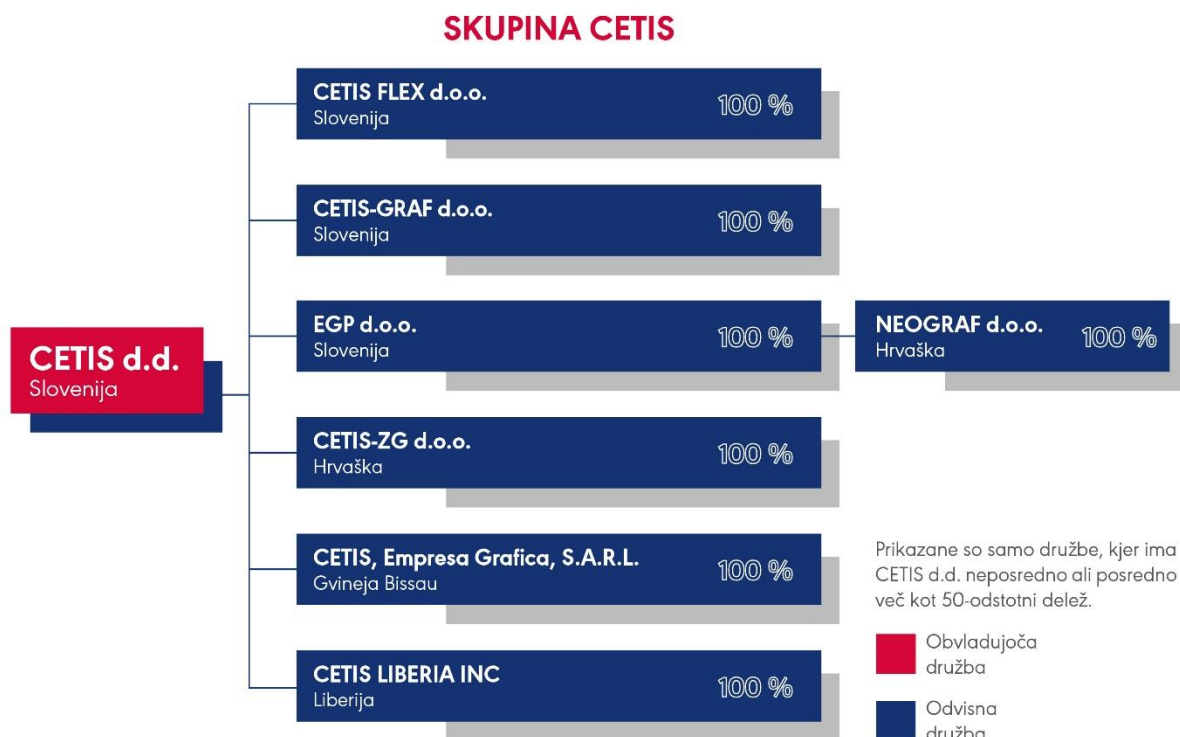 SKUPINA CETIS
CETIS FLEX d.o.o.
Slovenija
100 %
CETIS-GRAF d.o.o.
Slovenija
100 %
EGP d.o.o.
Slovenija
100 %
NEOGRAF d.o.o.
Hrvaška
100 %
CETIS d.d.
Slovenija
CETIS-ZG d.o.o.
Hrvaška
100 %
CETIS, Empresa Grafica, S.A.R.L.
Gvineja Bissau
100 %
CETIS LIBERIA INC
Liberija
100 %
Prikazane so samo družbe, kjer ima
CETIS d.d. neposredno ali posredno
več kot 50-odstotni delež.
Obvladujoča
družba
Odvisna
družba